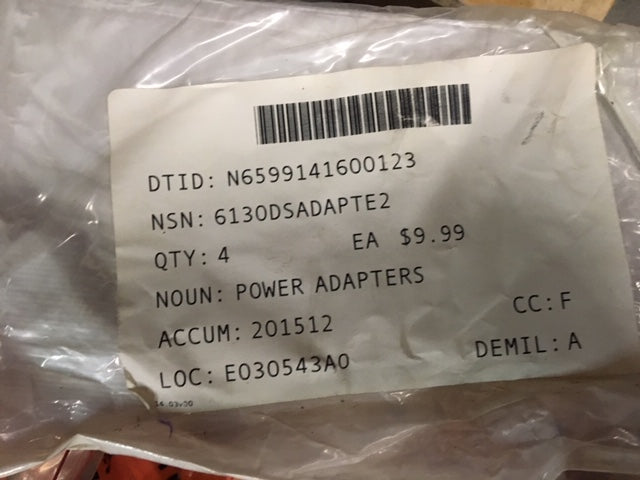 DTID: N6599141600123
NSN: 6130DSADAPTE2
QTY: 4 EA $9.99
NOUN: POWER ADAPTERS
ACCUM: 201512 CC: F
LOC: E030543A0 DEMIL: A